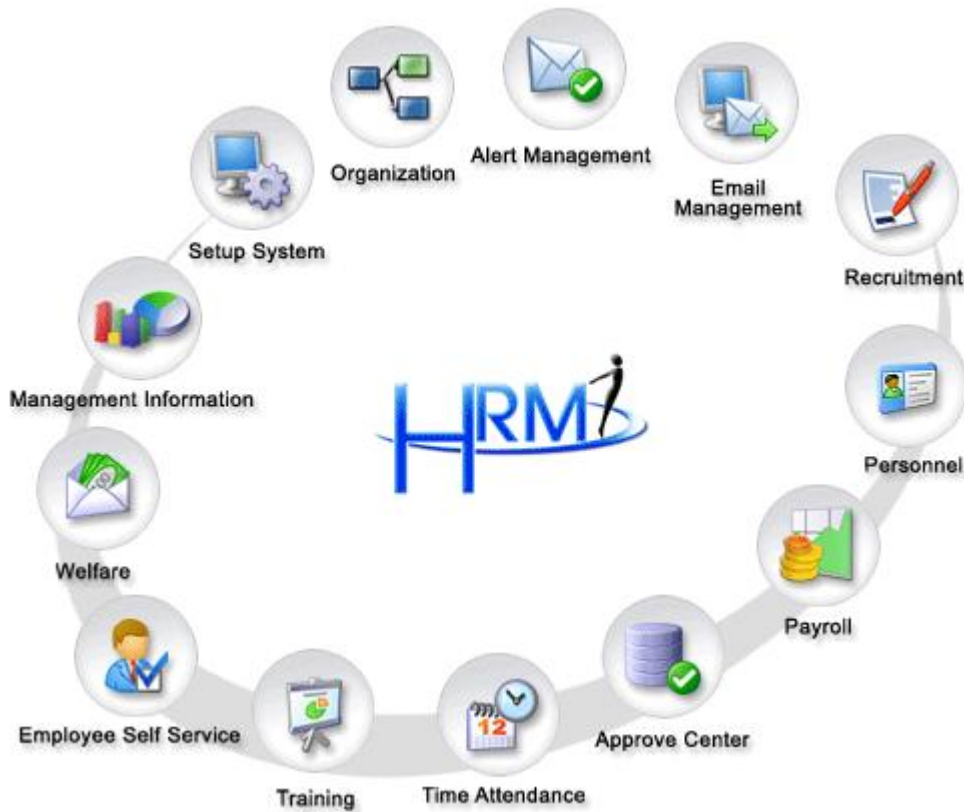 Organization
Alert Management
Email
Management
Recruitment
Personnel
Payroll
Approve Center
12
Time Attendance
Training
Employee Self Service
Welfare
Management Information
Setup System
HRM